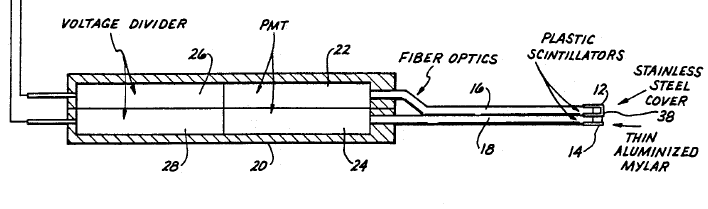 VOLTAGE DIVIDER
PMT
26
22
FIBER OPTICS
PLASTIC
SCINTILLATORS
STAINLESS
STEEL
COVER
12
16
38
18
14
28
20
24
THIN
ALUMINIZED
MYLAR